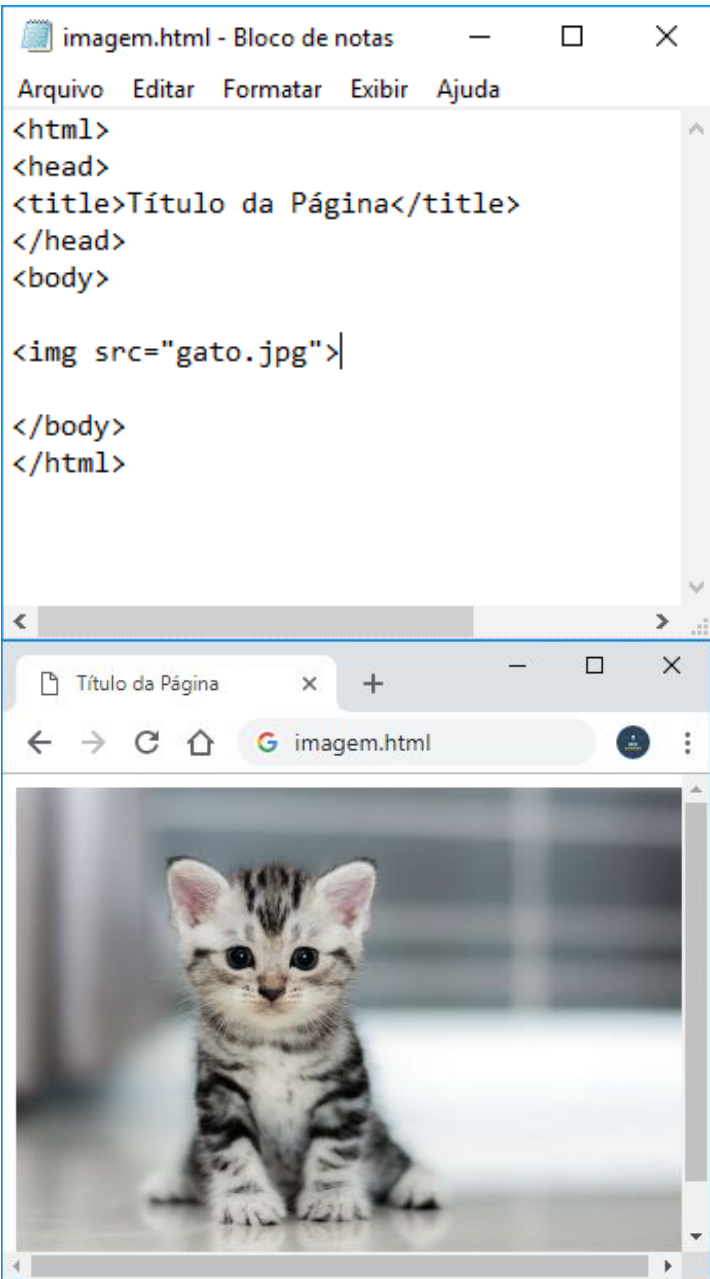 imagem.html - Bloco de notas
Arquivo Editar Formatar Exibir Ajuda
<html>
<head>
<title>Título da Página</title>
</head>
<body>
<img src="gato.jpg">
</body>
</html>
Título da Página
imagem.html